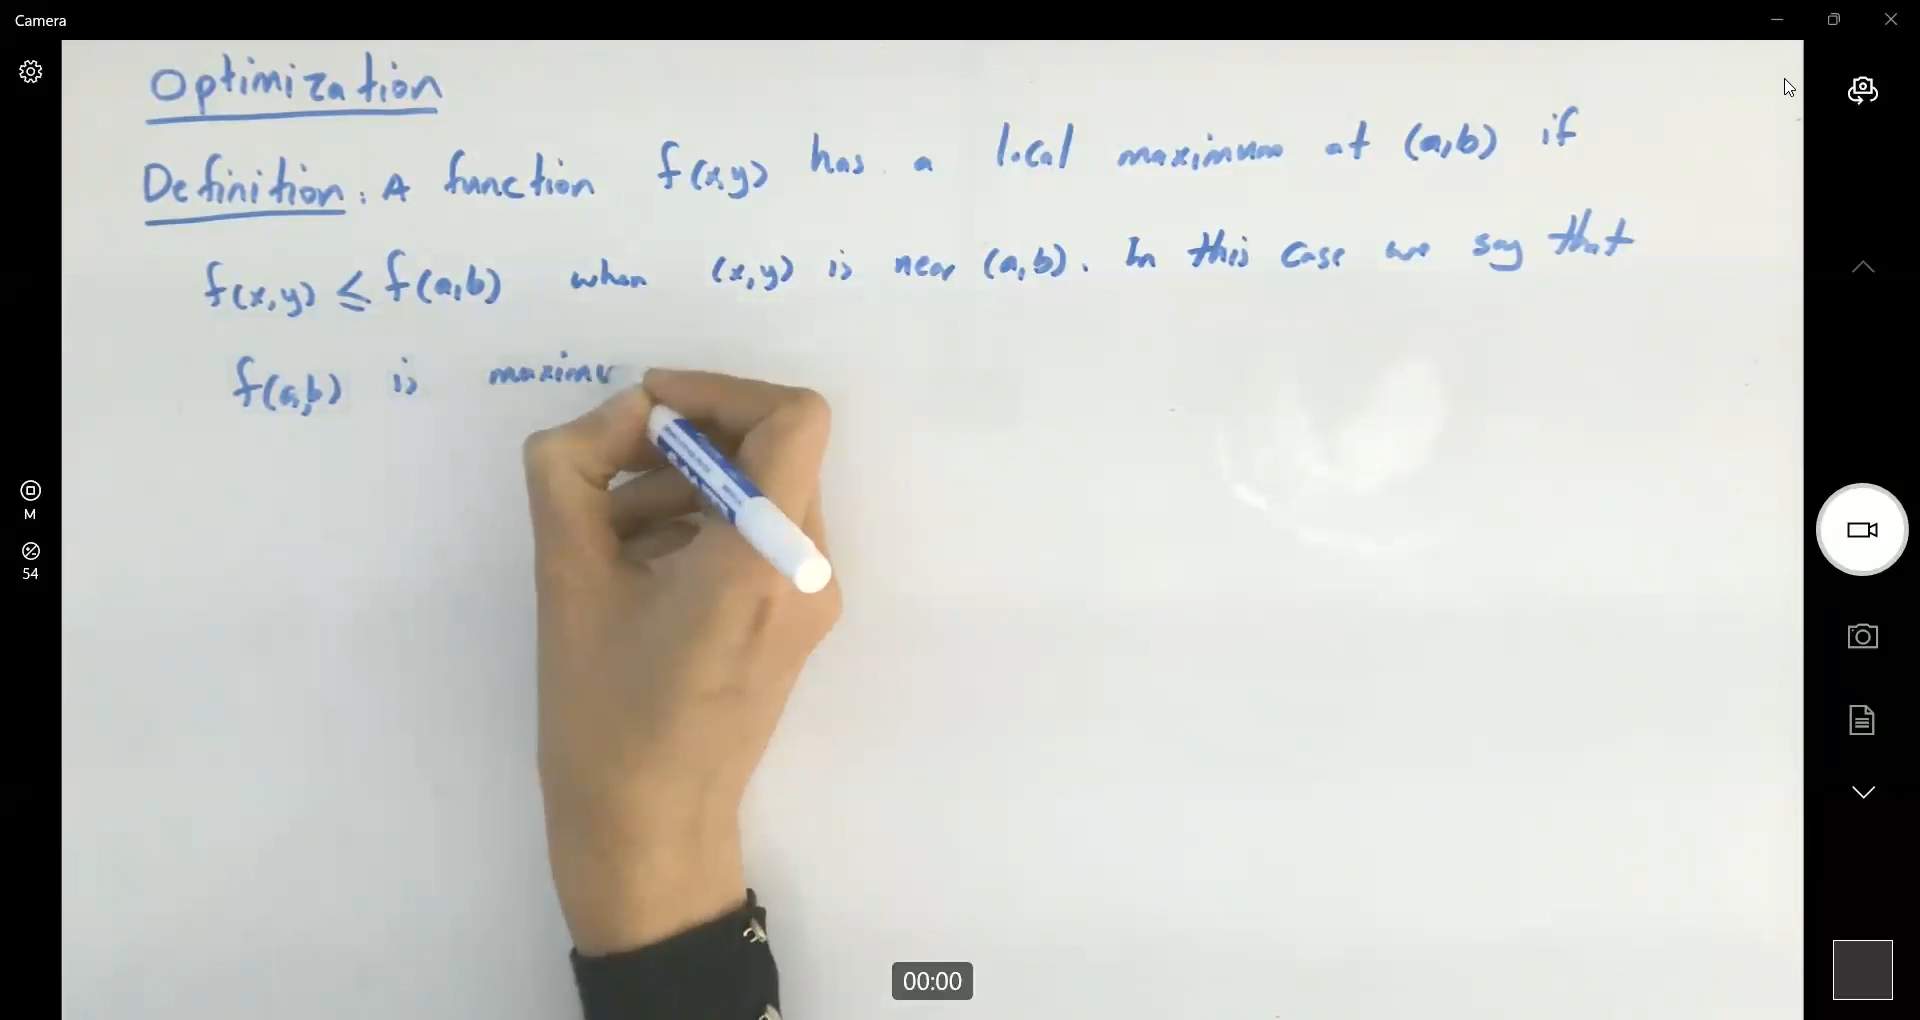 Camera
Optimization
Definition: A function f(x,y) has a local maximum at (a,b) if
f(x,y) ≤ f(a,b) when (x,y) is near (a,b). In this case we say that
f(a,b) is maximu
M
54
00:00